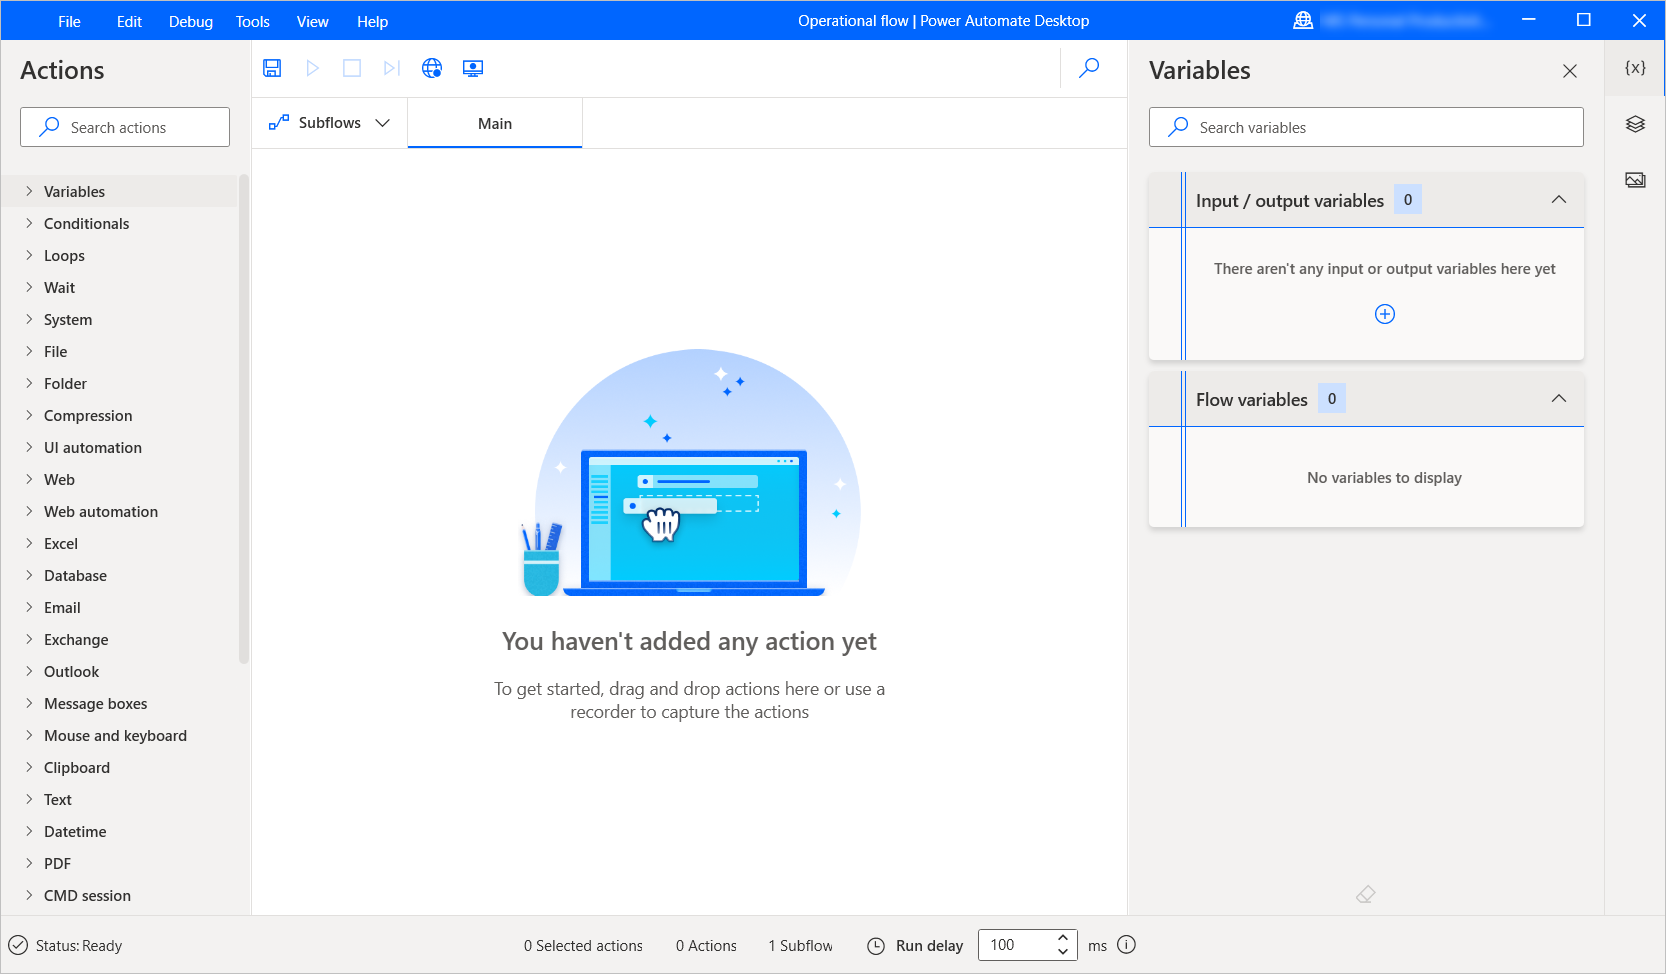 File Edit Debug Tools View Help
Operational flow | Power Automate Desktop
Actions
Search actions
Variables
Conditionals
Loops
Wait
System
File
Folder
Compression
UI automation
Web
Web automation
Excel
Database
Email
Exchange
Outlook
Message boxes
Mouse and keyboard
Clipboard
Text
Datetime
PDF
CMD session
Subflows
Main
You haven't added any action yet
To get started, drag and drop actions here or use a
recorder to capture the actions
Variables
{x}
Search variables
Input / output variables 0
There aren't any input or output variables here yet
Flow variables 0
No variables to display
Status: Ready
0 Selected actions
0 Actions
1 Subflow
Run delay
100
ms